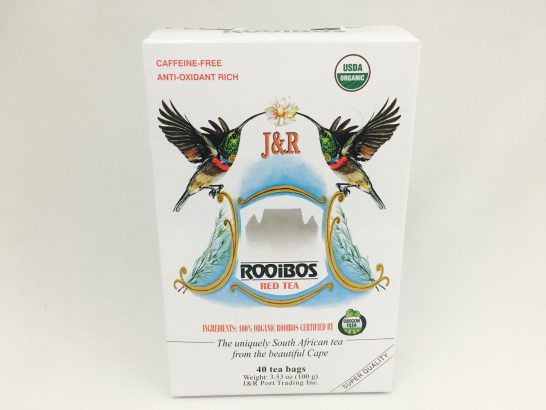 CAFFEINE-FREE
ANTI-OXIDANT RICH
USDA
ORGANIC
J&R
ROOiBOS
RED TEA
INGREDIENTS: 100% ORGANIC ROOIBOS CERTIFIED BY
OREGON
TILTH
The uniquely South African tea
from the beautiful Cape
40 tea bags
Weight: 3.53 oz (100 g)
J&R Port Trading Inc.
SUPER QUALITY